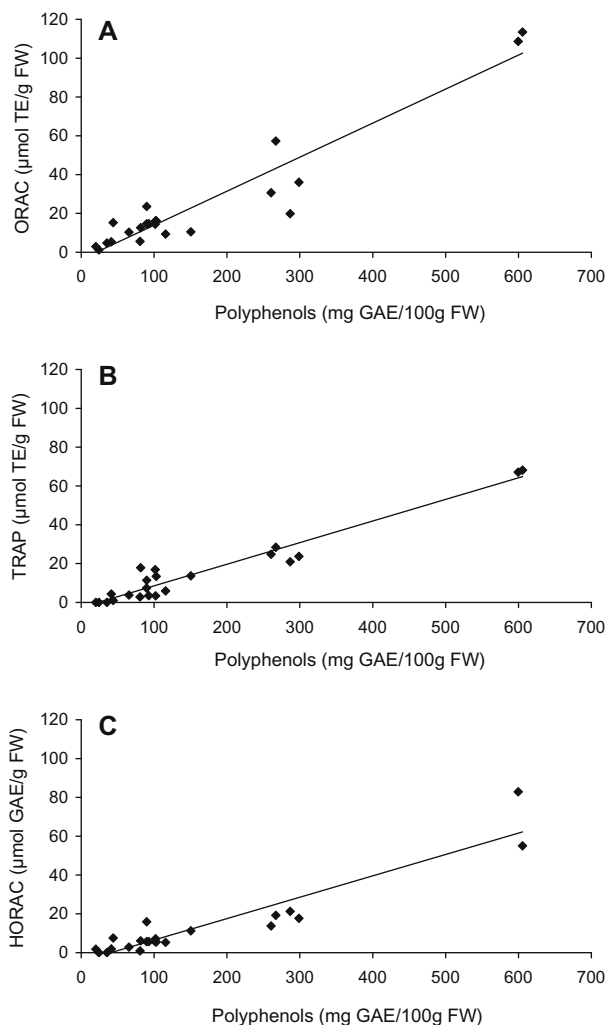 A
120
100
80
60
40
20
0
ORAC (μmol TE/g FW)
0 100 200 300 400 500 600 700
Polyphenols (mg GAE/100g FW)
B
120
100
80
60
40
20
0
TRAP (μmol TE/g FW)
0 100 200 300 400 500 600 700
Polyphenols (mg GAE/100g FW)
C
120
100
80
60
40
20
0
HORAC (μmol GAE/g FW)
0 100 200 300 400 500 600 700
Polyphenols (mg GAE/100g FW)